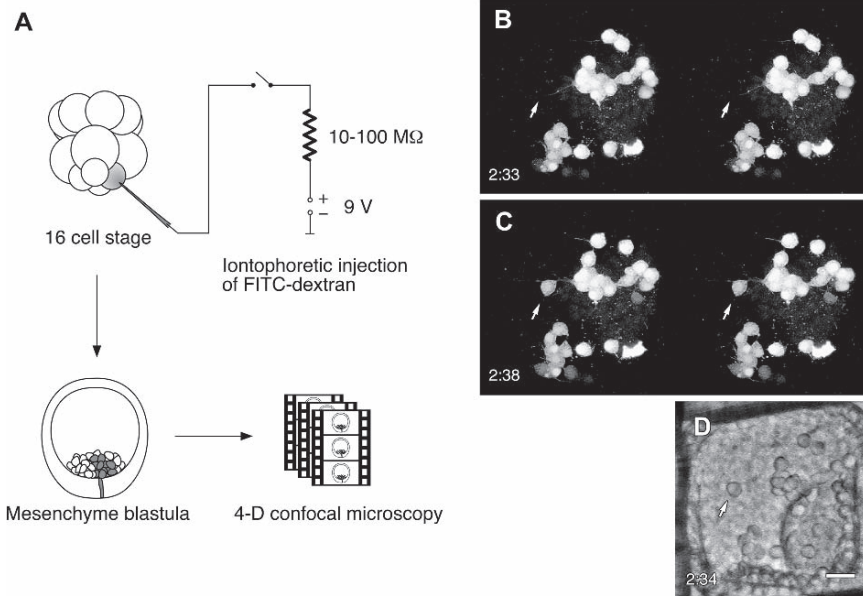 A
10-100 MΩ
+
–
9 V
16 cell stage
Iontophoretic injection
of FITC-dextran
Mesenchyme blastula
4-D confocal microscopy
B
2:33
C
2:38
D
2:34